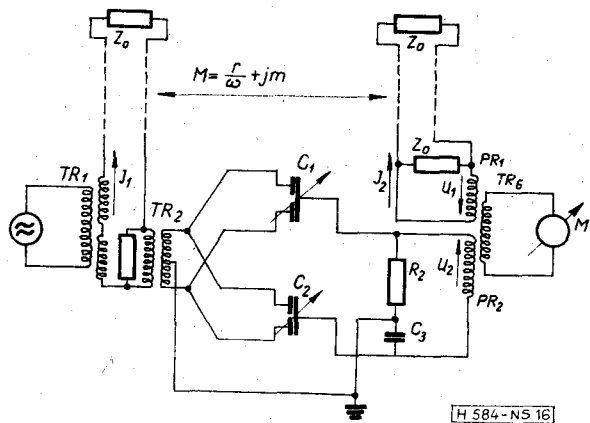 Z₀
Z₀
M = r/ω + jm
Z₀
PR₁
TR₁
J₁
TR₂
C₁
J₂
U₁
TR₆
M
C₂
R₂
U₂
PR₂
C₃
H 584-NS 16